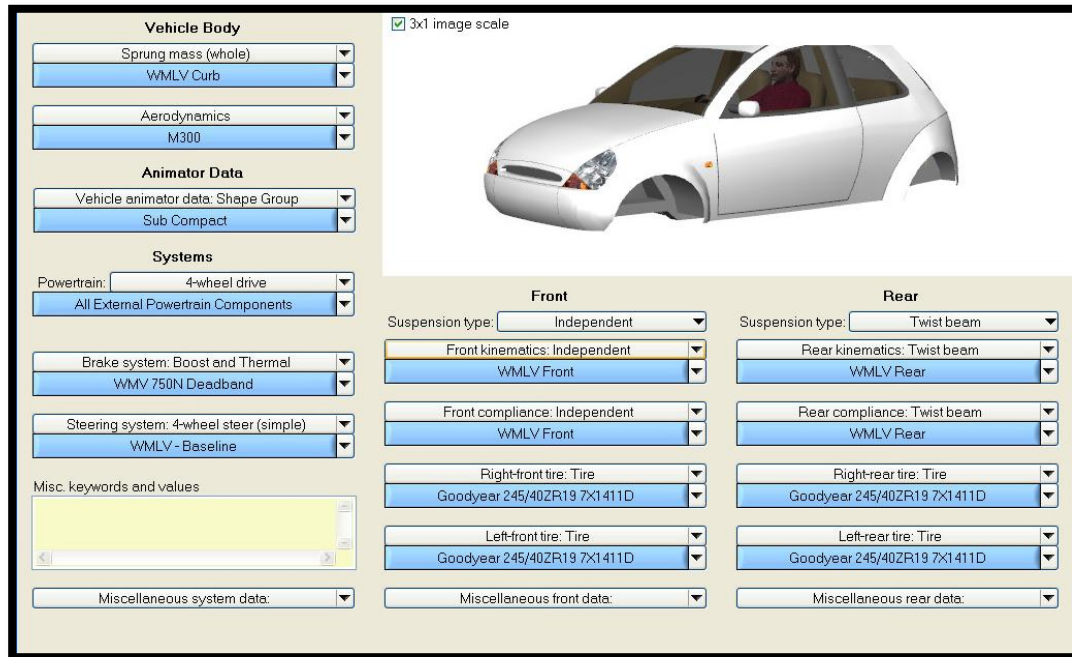 Vehicle Body
Sprung mass (whole)
WMLV Curb
Aerodynamics
M300
Animator Data
Vehicle animator data: Shape Group
Sub Compact
Systems
Powertrain: 4-wheel drive
All External Powertrain Components
Brake system: Boost and Thermal
WMV 750N Deadband
Steering system: 4-wheel steer (simple)
WMLV - Baseline
Misc. keywords and values
Miscellaneous system data:
3x1 image scale
Front
Suspension type: Independent
Front kinematics: Independent
WMLV Front
Front compliance: Independent
WMLV Front
Right-front tire: Tire
Goodyear 245/40ZR19 7X1411D
Left-front tire: Tire
Goodyear 245/40ZR19 7X1411D
Miscellaneous front data:
Rear
Suspension type: Twist beam
Rear kinematics: Twist beam
WMLV Rear
Rear compliance: Twist beam
WMLV Rear
Right-rear tire: Tire
Goodyear 245/40ZR19 7X1411D
Left-rear tire: Tire
Goodyear 245/40ZR19 7X1411D
Miscellaneous rear data: